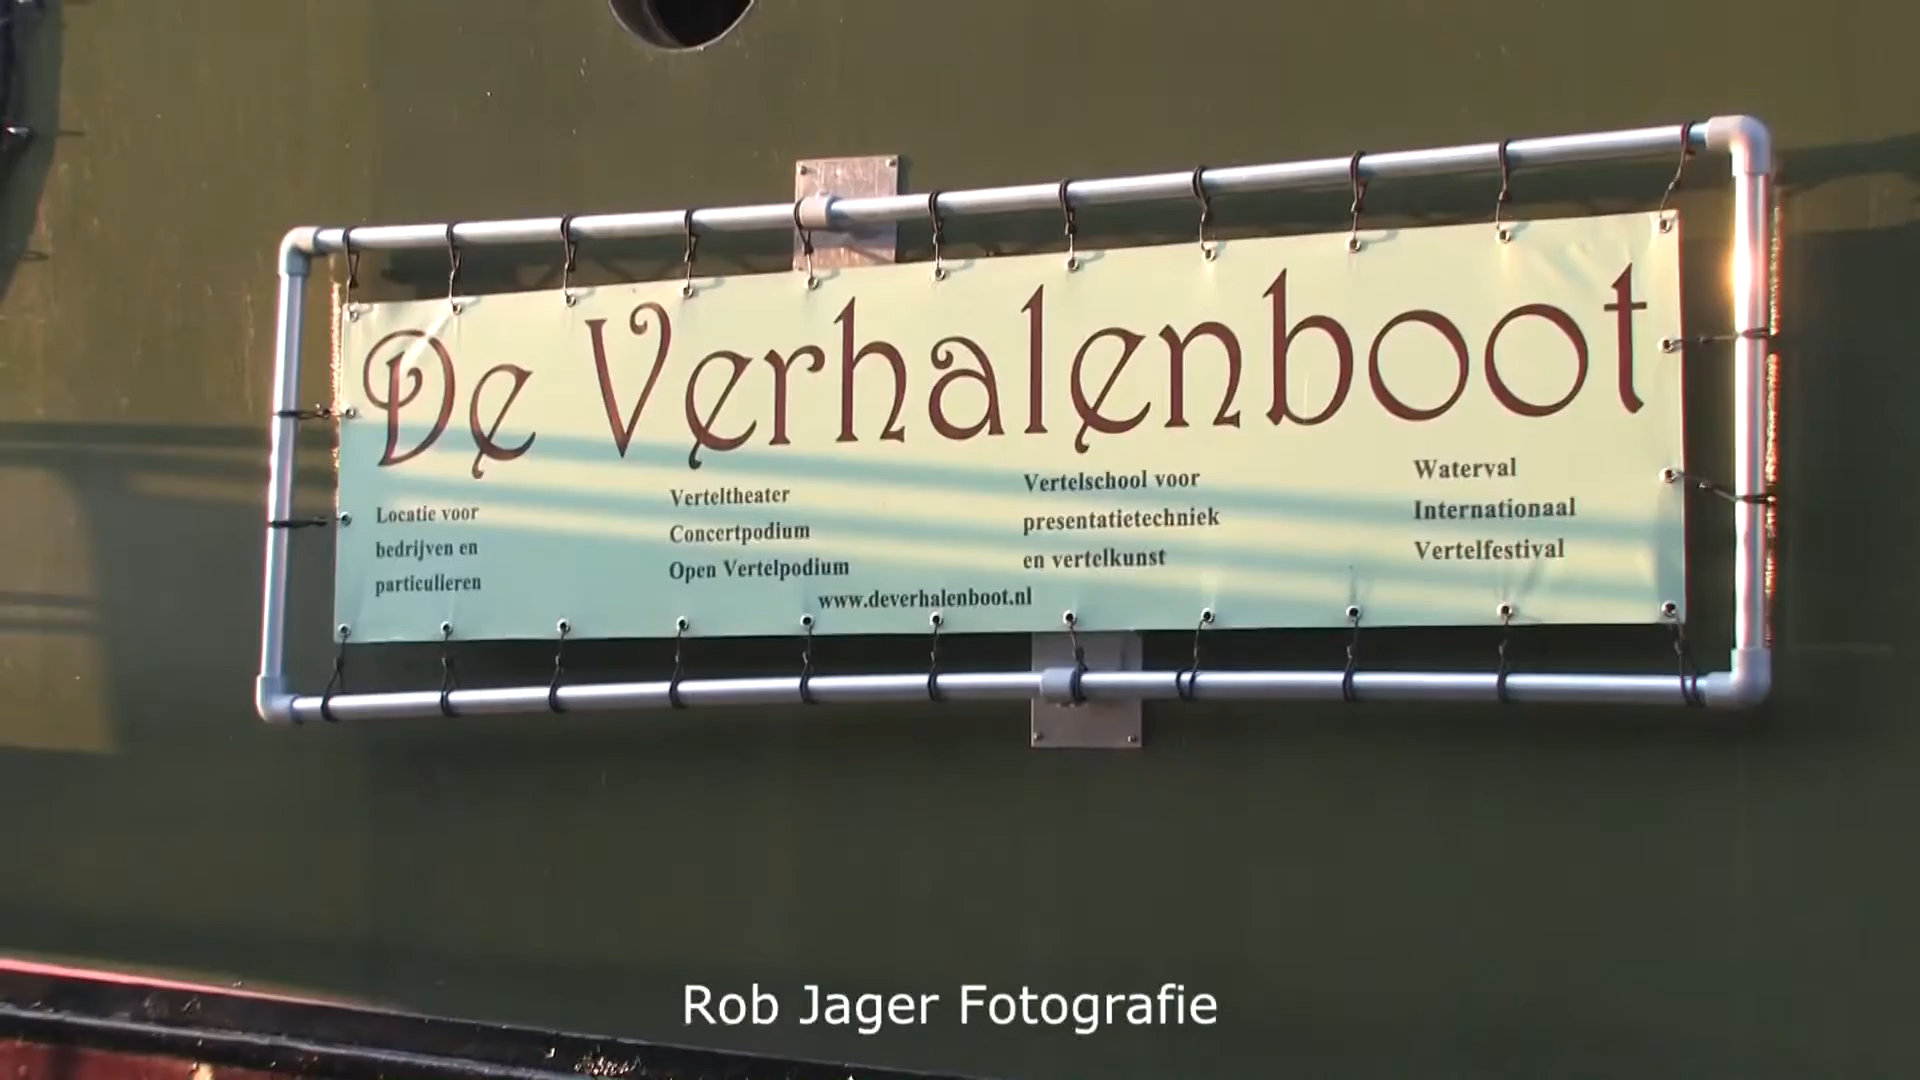 De Verhalenboot
Locatie voor
bedrijven en
particulieren
Verteltheater
Concertpodium
Open Vertelpodium
Vertelschool voor
presentatietechniek
en vertelkunst
Waterval
Internationaal
Vertelfestival
www.deverhalenboot.nl
Rob Jager Fotografie